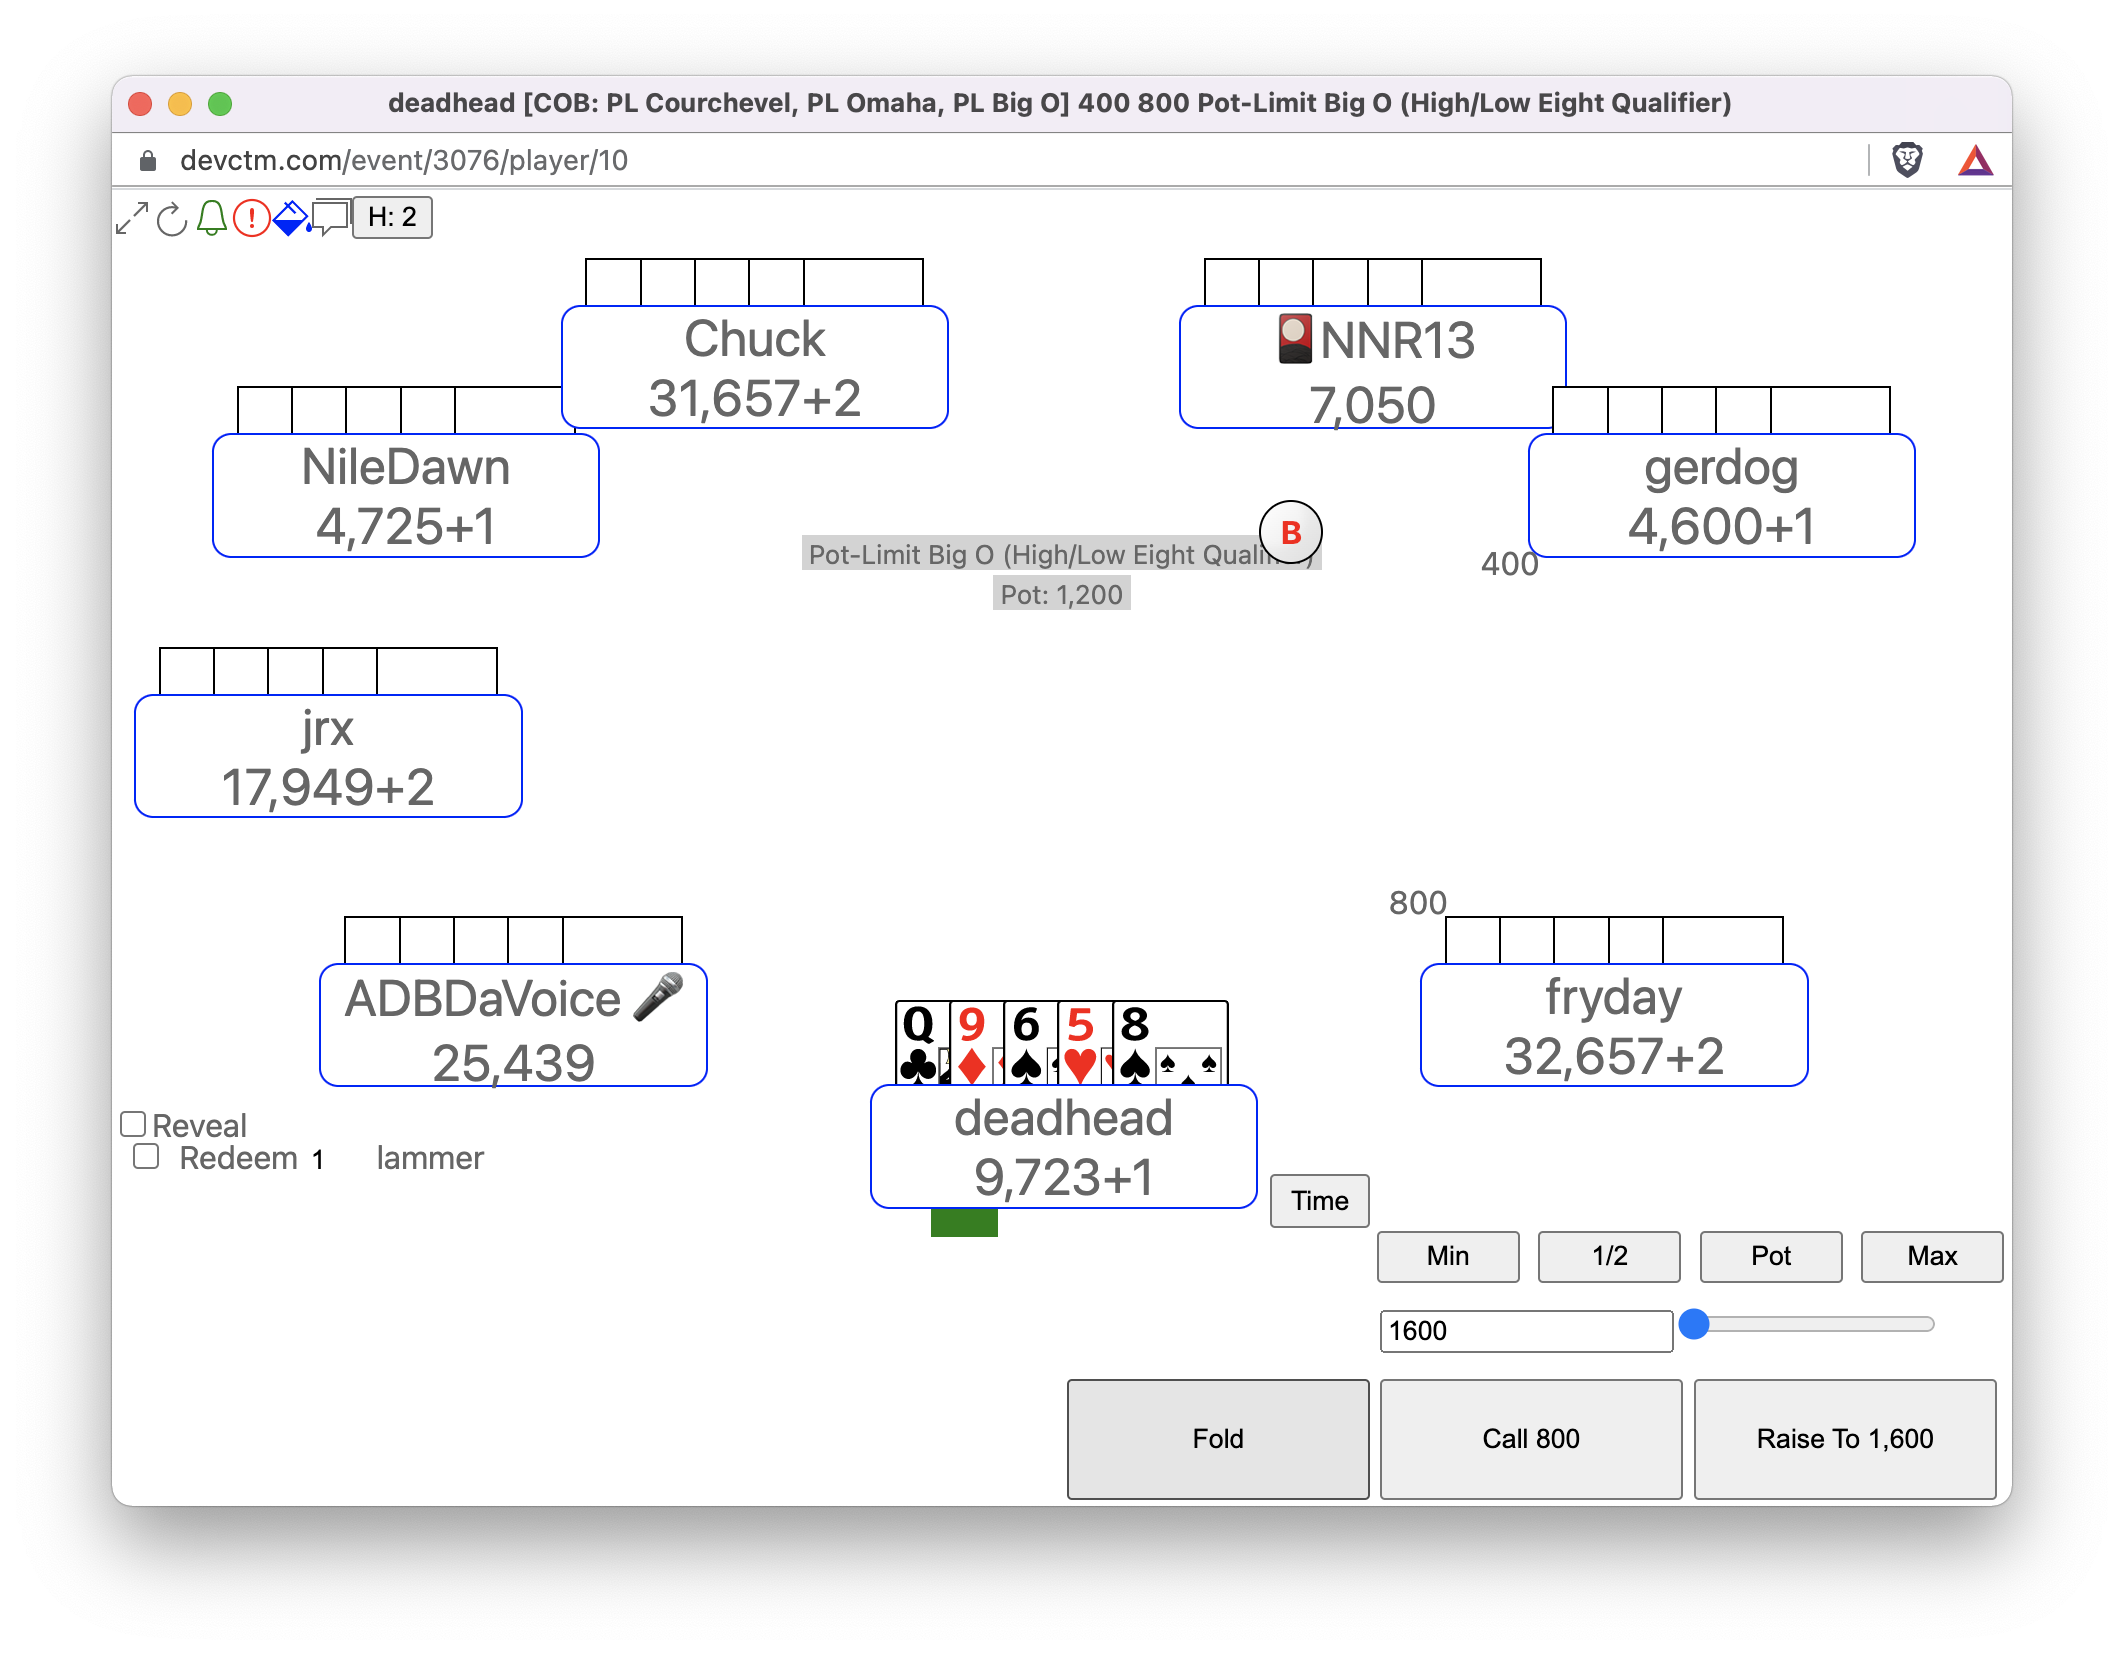 deadhead [COB: PL Courchevel, PL Omaha, PL Big O] 400 800 Pot-Limit Big O (High/Low Eight Qualifier)
devctm.com/event/3076/player/10
H: 2
Chuck
31,657+2
🎴NNR13
7,050
NileDawn
4,725+1
gerdog
4,600+1
B
400
Pot-Limit Big O (High/Low Eight
Pot: 1,200
jrx
17,949+2
800
ADBDaVoice 🎤
25,439
Q 9 6 5 8
fryday
32,657+2
deadhead
9,723+1
Reveal
Redeem 1 lammer
Time
Min 1/2 Pot Max
1600
Fold Call 800 Raise To 1,600